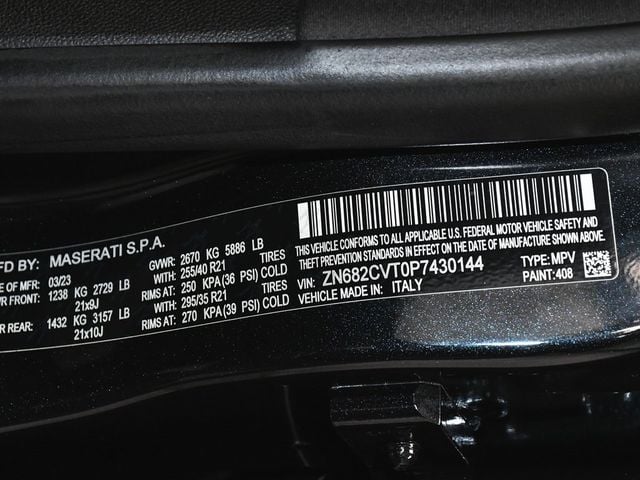 FD BY: MASERATI S.P.A.
E OF MFR: 03/23
WR FRONT: 1238 KG 2729 LB
21x9J
R REAR: 1432 KG 3157 LB
21x10J
GVWR: 2670 KG 5886 LB
255/40 R21 TIRES
RIMS AT: 250 KPA (36 PSI) COLD
295/35 R21 TIRES
RIMS AT: 270 KPA (39 PSI) COLD
THIS VEHICLE CONFORMS TO ALL APPLICABLE U.S. FEDERAL MOTOR VEHICLE SAFETY AND
THEFT PREVENTION STANDARDS IN EFFECT ON THE DATE OF MANUFACTURE SHOWN ABOVE.
VIN: ZN682CVT0P7430144
TYPE: MPV
VEHICLE MADE IN: ITALY
PAINT: 408